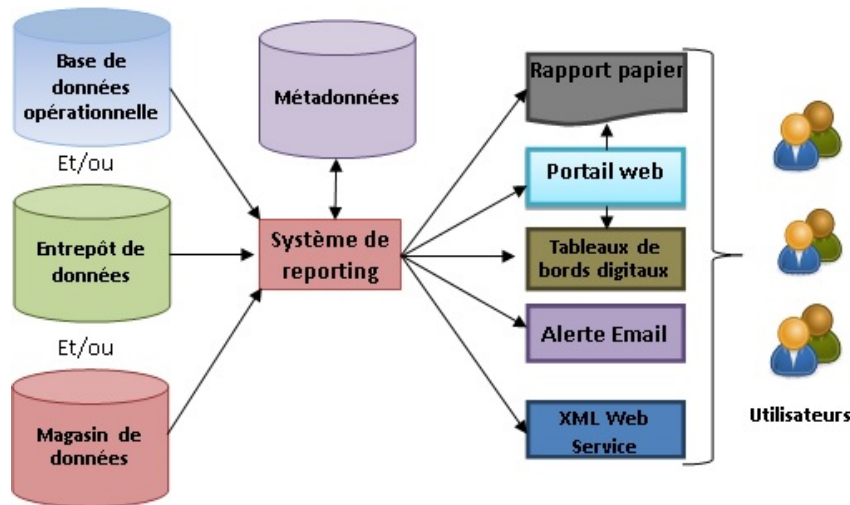 Base de
données
opérationnelle
Et/ou
Entrepôt de
données
Et/ou
Magasin de
données
Métadonnées
Système de
reporting
Rapport papier
Portail web
Tableaux de
bords digitaux
Alerte Email
XML Web
Service
Utilisateurs